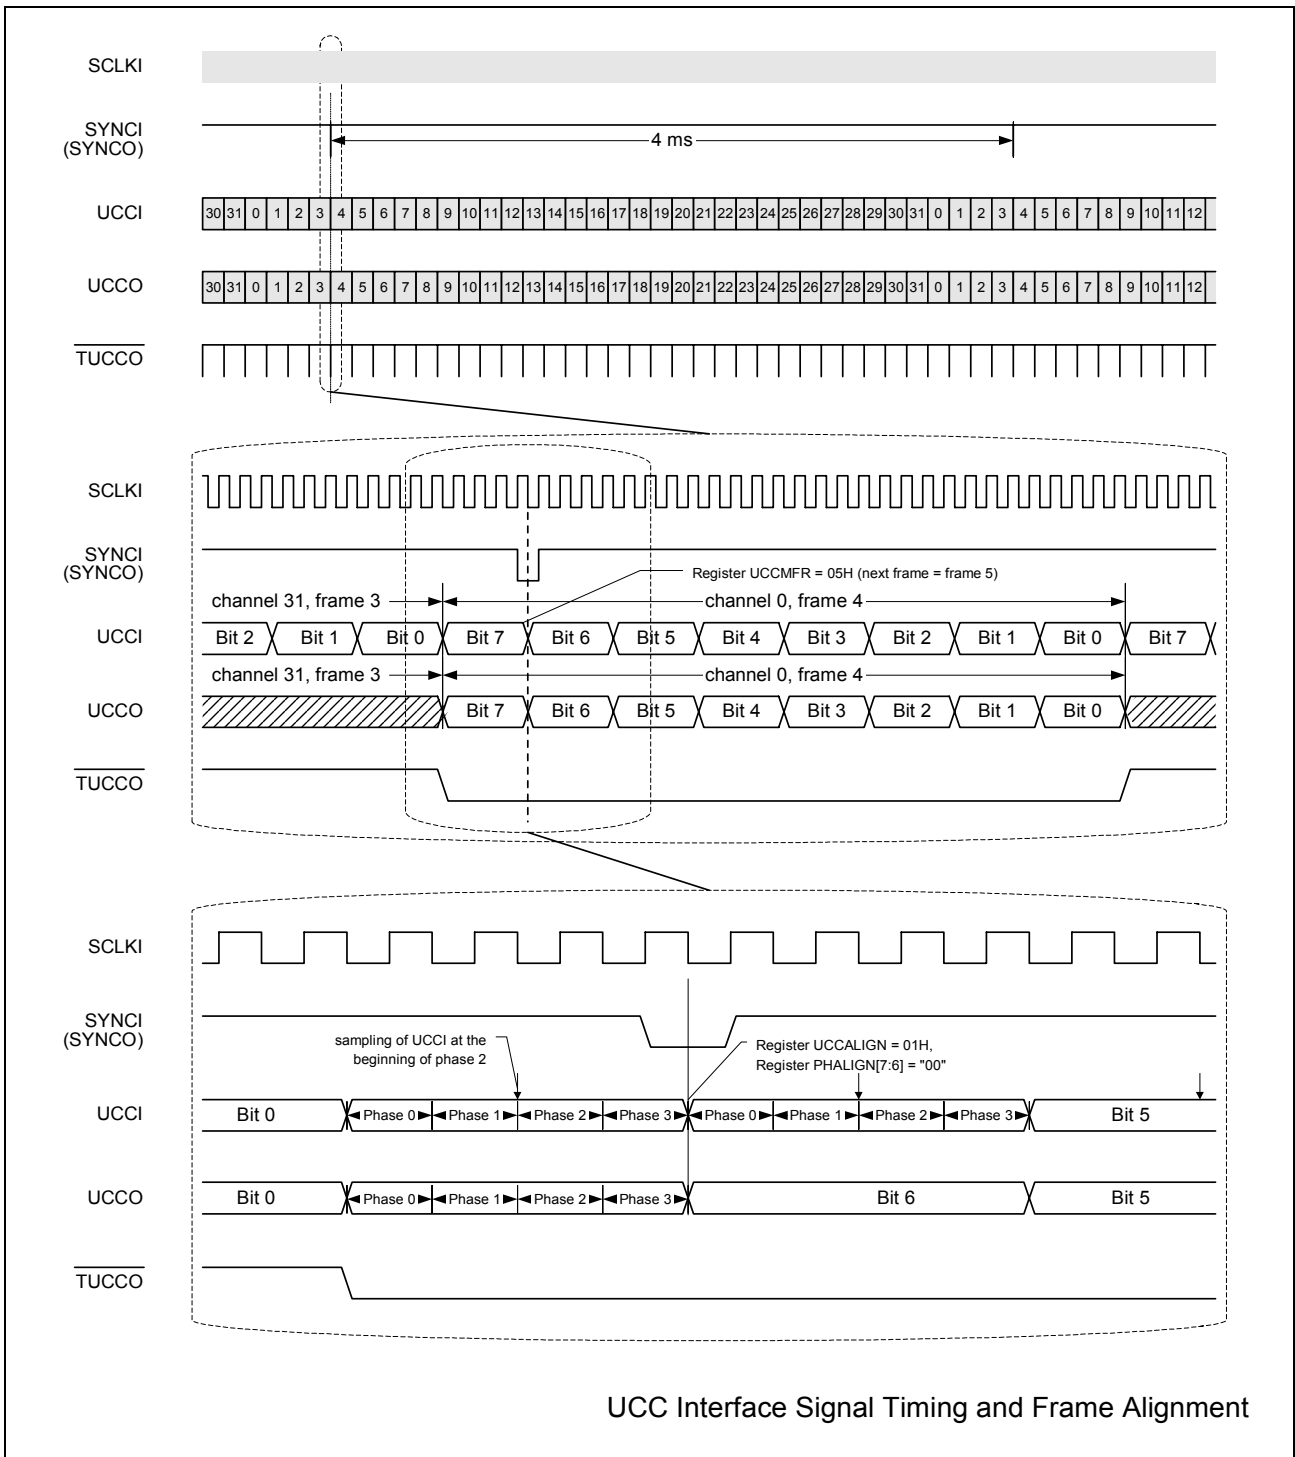 SCLKI
SYNCI
(SYNCO)
4 ms
UCCI
30 31 0 1 2 3 4 5 6 7 8 9 10 11 12 13 14 15 16 17 18 19 20 21 22 23 24 25 26 27 28 29 30 31 0 1 2 3 4 5 6 7 8 9 10 11 12
UCCO
30 31 0 1 2 3 4 5 6 7 8 9 10 11 12 13 14 15 16 17 18 19 20 21 22 23 24 25 26 27 28 29 30 31 0 1 2 3 4 5 6 7 8 9 10 11 12
TUCCO
SCLKI
SYNCI
(SYNCO)
Register UCCMFR = 05H (next frame = frame 5)
channel 31, frame 3 channel 0, frame 4
UCCI
Bit 2 Bit 1 Bit 0 Bit 7 Bit 6 Bit 5 Bit 4 Bit 3 Bit 2 Bit 1 Bit 0 Bit 7
channel 31, frame 3 channel 0, frame 4
UCCO
Bit 7 Bit 6 Bit 5 Bit 4 Bit 3 Bit 2 Bit 1 Bit 0
TUCCO
SCLKI
SYNCI
(SYNCO)
sampling of UCCI at the
beginning of phase 2
Register UCCALIGN = 01H,
Register PHALIGN[7:6] = "00"
UCCI
Bit 0 Phase 0 Phase 1 Phase 2 Phase 3 Phase 0 Phase 1 Phase 2 Phase 3 Bit 5
UCCO
Bit 0 Phase 0 Phase 1 Phase 2 Phase 3 Bit 6 Bit 5
TUCCO
UCC Interface Signal Timing and Frame Alignment